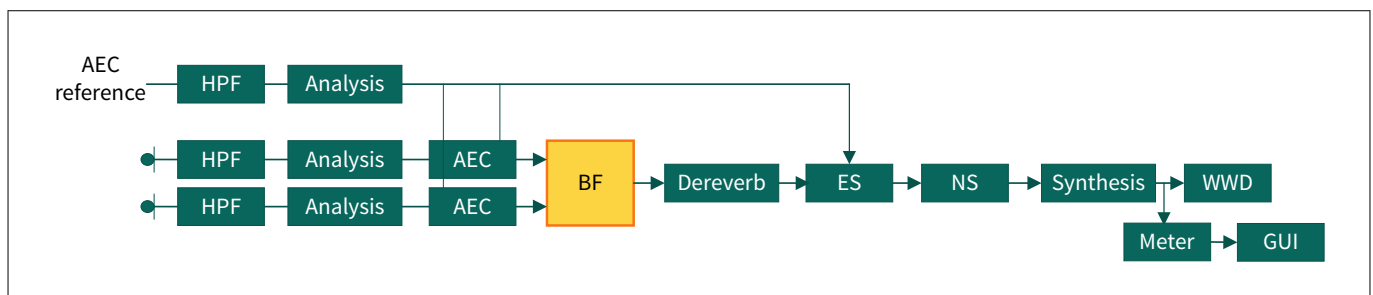 AEC
reference
HPF
Analysis
HPF
Analysis
AEC
HPF
Analysis
AEC
BF
Dereverb
ES
NS
Synthesis
WWD
Meter
GUI